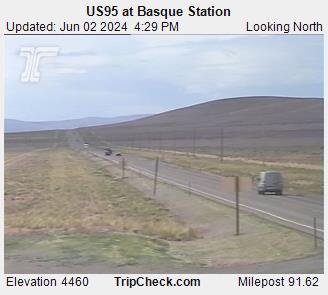 US95 at Basque Station
Updated: Jun 02 2024 4:29 PM Looking North
Elevation 4460 TripCheck.com Milepost 91.62